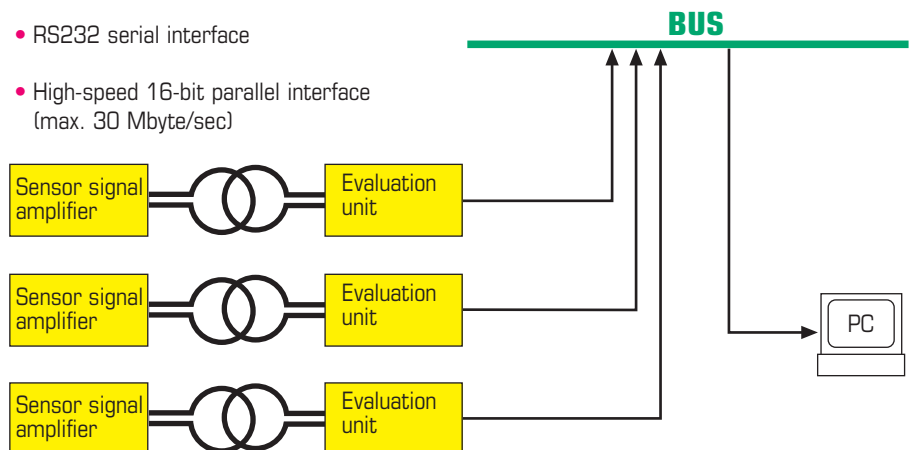 BUS
• RS232 serial interface
• High-speed 16-bit parallel interface
(max. 30 Mbyte/sec)
Sensor signal
amplifier
Evaluation
unit
Sensor signal
amplifier
Evaluation
unit
PC
Sensor signal
amplifier
Evaluation
unit